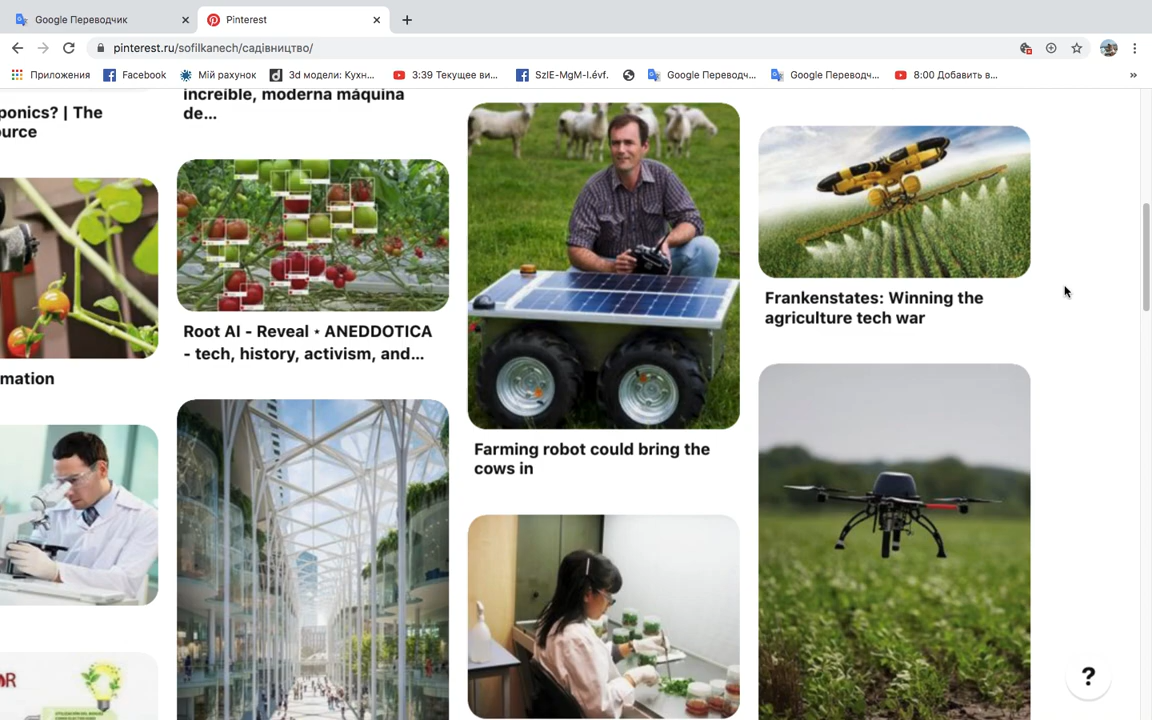 Google Переводчик
Pinterest
pinterest.ru/sofilkanech/садівництво/
Приложения
Facebook
Мій рахунок
3d модели: Кухн...
3:39 Текущее ви...
SzIE-MgM-I.évf.
Google Переводч...
Google Переводч...
8:00 Добавить в...
»
ponics? | The
ource
increíble, moderna máquina
de...
Root AI - Reveal ⋆ ANEDDOTICA
- tech, history, activism, and...
Farming robot could bring the
cows in
Frankenstates: Winning the
agriculture tech war
mation
OR
?